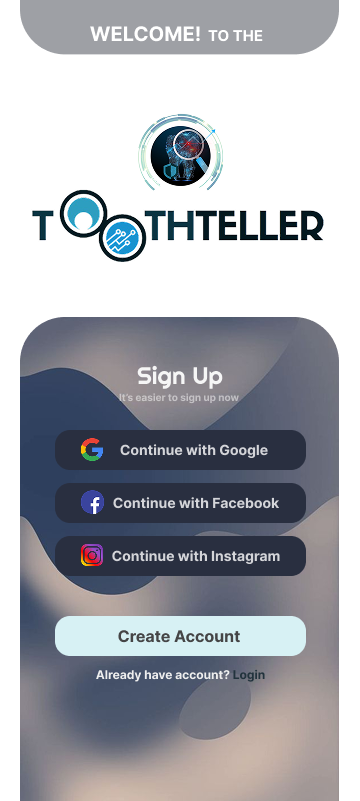 WELCOME! TO THE
TOOTHTELLER
Sign Up
It's easier to sign up now
Continue with Google
Continue with Facebook
Continue with Instagram
Create Account
Already have account? Login